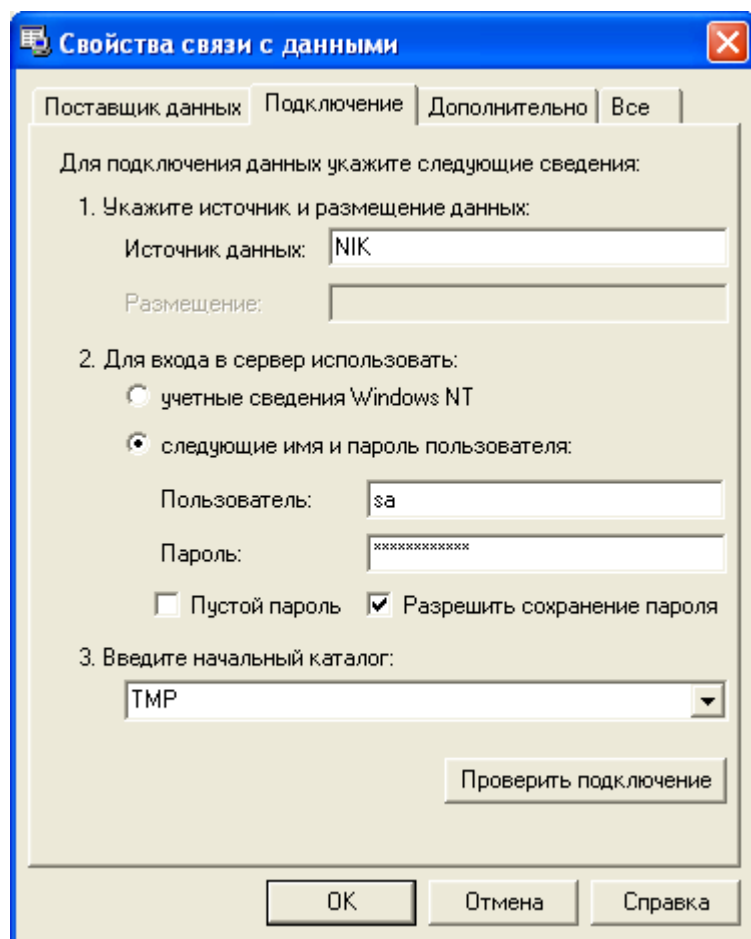 Свойства связи с данными
Поставщик данных Подключение Дополнительно Все
Для подключения данных укажите следующие сведения:
1. Укажите источник и размещение данных:
Источник данных: NIK
Размещение:
2. Для входа в сервер использовать:
учетные сведения Windows NT
следующие имя и пароль пользователя:
Пользователь: sa
Пароль: ************
Пустой пароль Разрешить сохранение пароля
3. Введите начальный каталог:
TMP
Проверить подключение
OK Отмена Справка